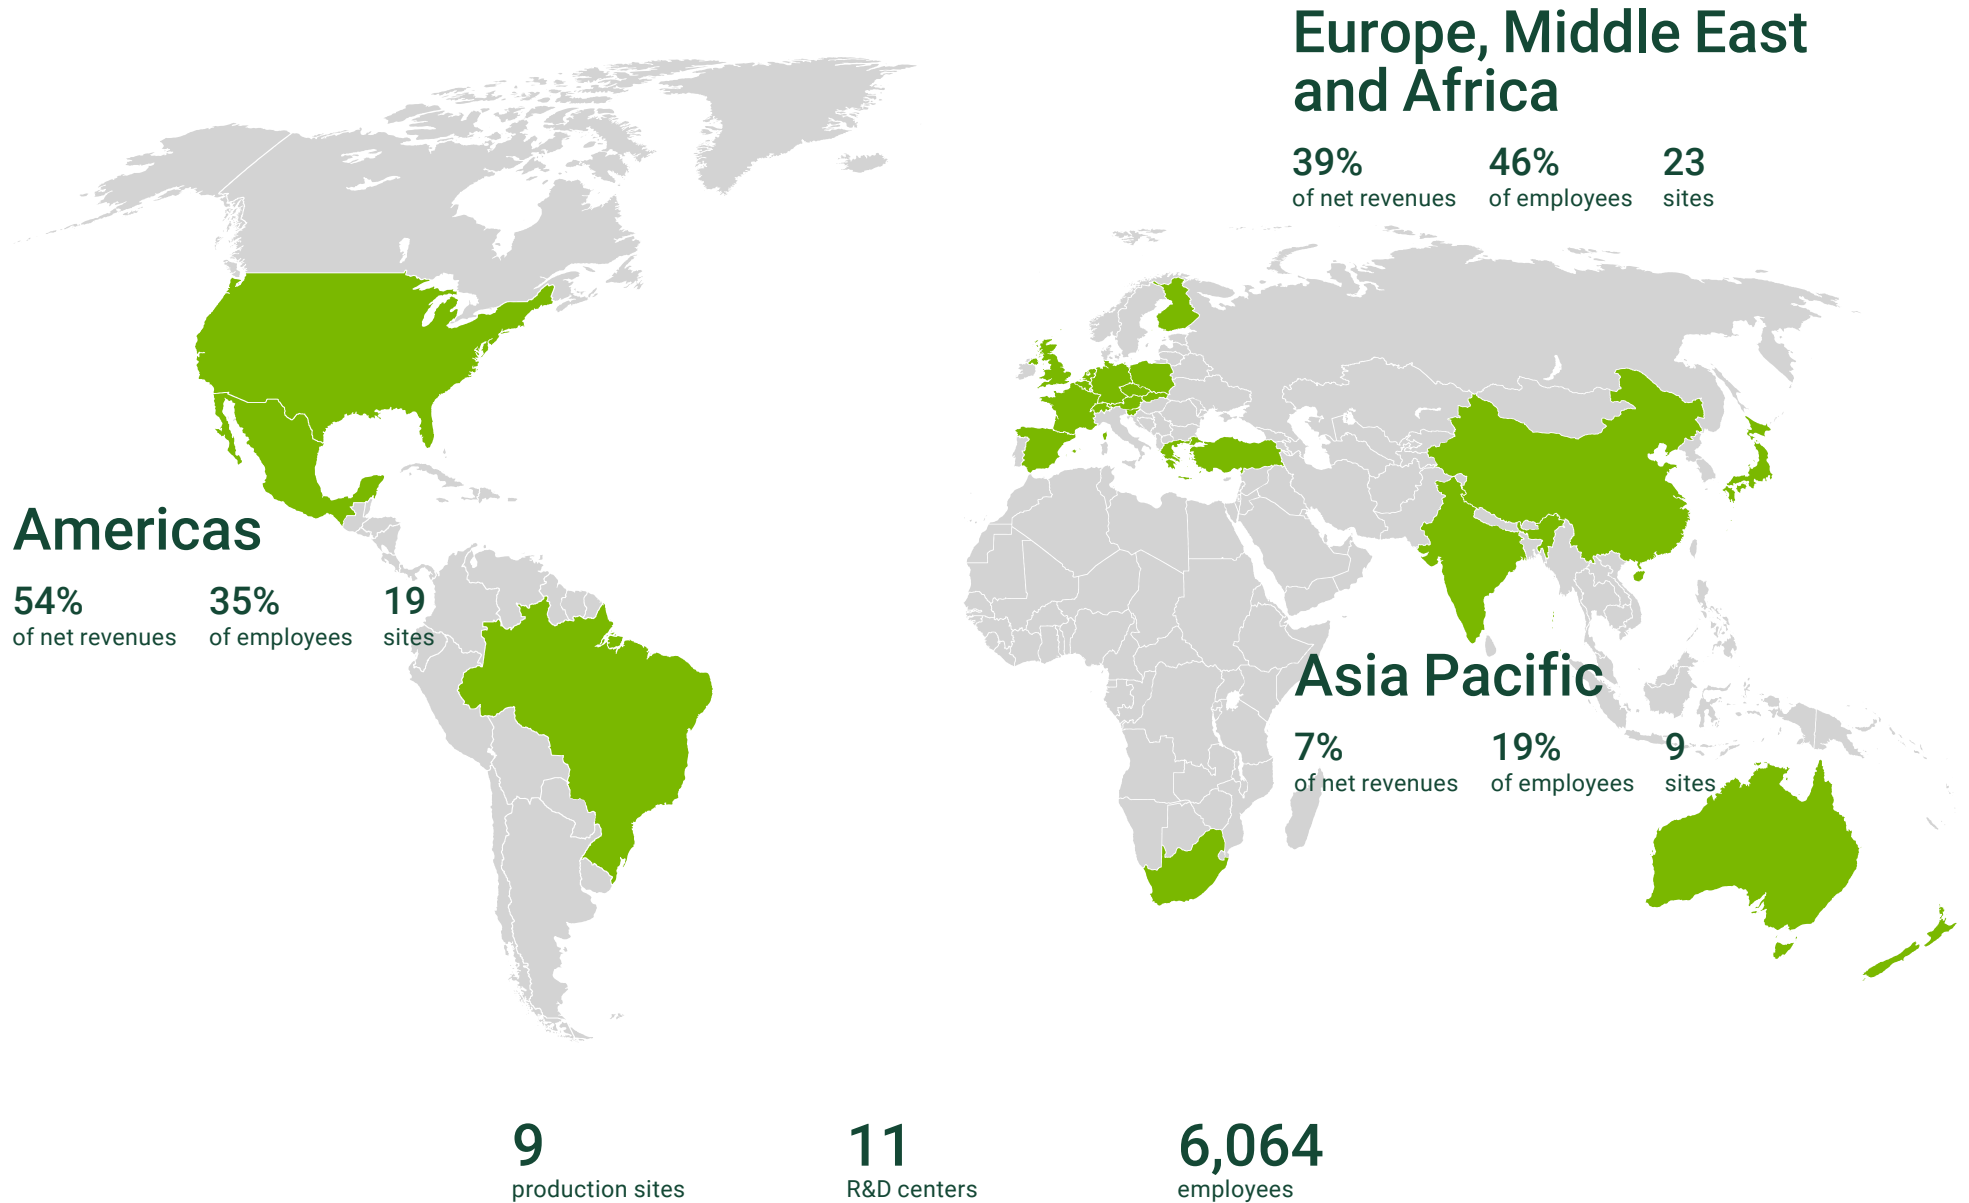 Europe, Middle East
and Africa
39% 46% 23
of net revenues of employees sites
Americas
54% 35% 19
of net revenues of employees sites
Asia Pacific
7% 19% 9
of net revenues of employees sites
9 11 6,064
production sites R&D centers employees